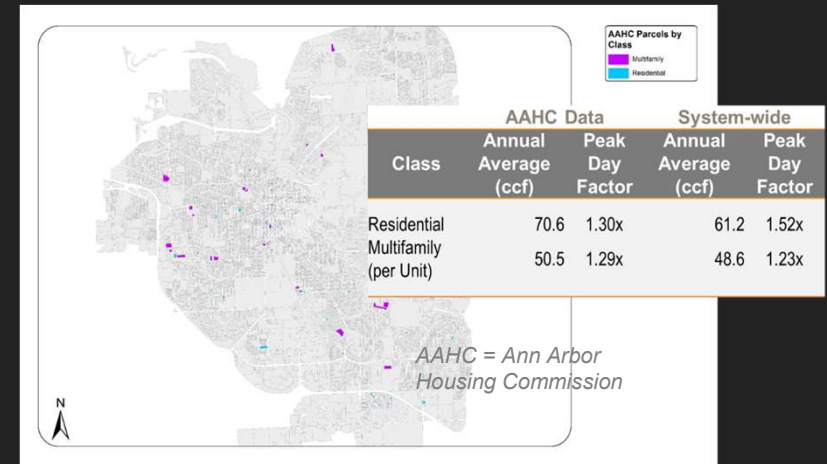 AAHC Parcels by
Class
Multifamily
Residential
AAHC Data System-wide
Class Annual Average (ccf) Peak Day Factor Annual Average (ccf) Peak Day Factor
Residential 70.6 1.30x 61.2 1.52x
Multifamily
(per Unit) 50.5 1.29x 48.6 1.23x
AAHC = Ann Arbor
Housing Commission
N